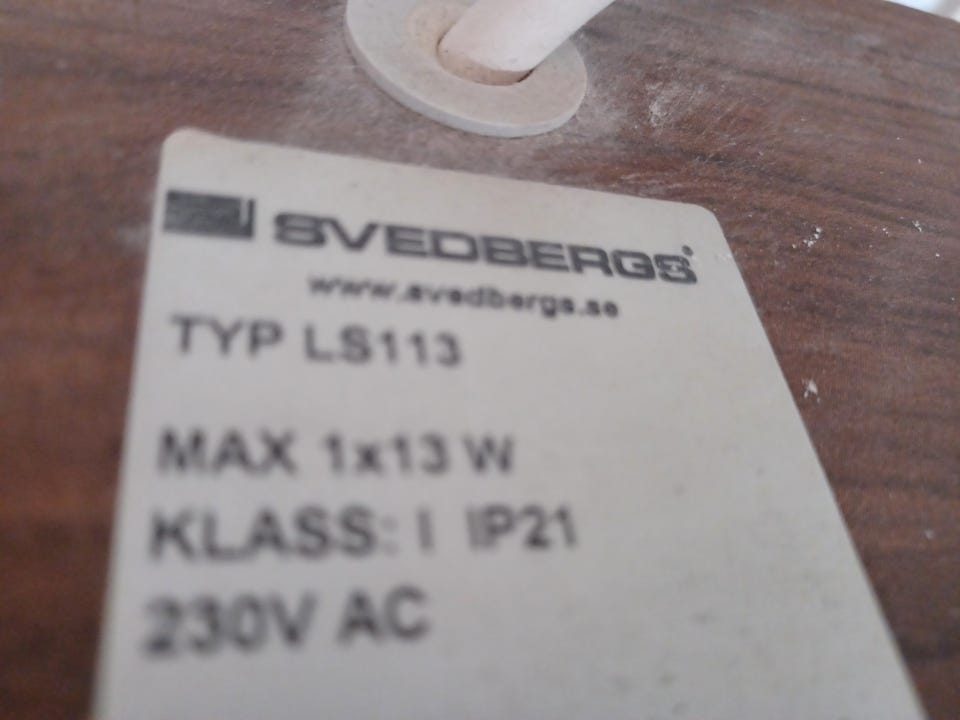 SVEDBERGS®
www.svedbergs.se
TYP LS113
MAX 1x13 W
KLASS: I IP21
230V AC